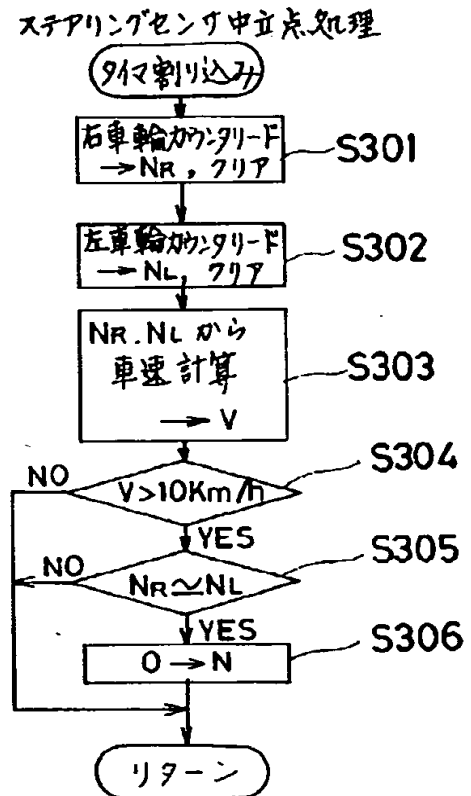 ステアリングセンサ中立点処理
タイマ割り込み
右車輪カウンタリード
→NR, クリア
S301
左車輪カウンタリード
→NL, クリア
S302
NR.NLから
車速計算
→V
S303
S304
NO
V>10Km/h
YES
S305
NO
NR≃NL
YES
S306
0→N
リターン